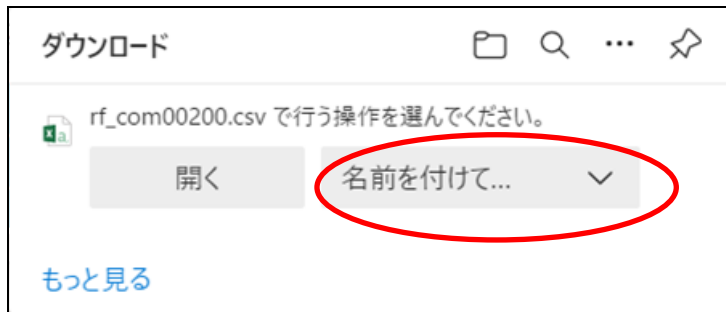 ダウンロード
rf_com00200.csv で行う操作を選んでください。
開く
名前を付けて...
もっと見る